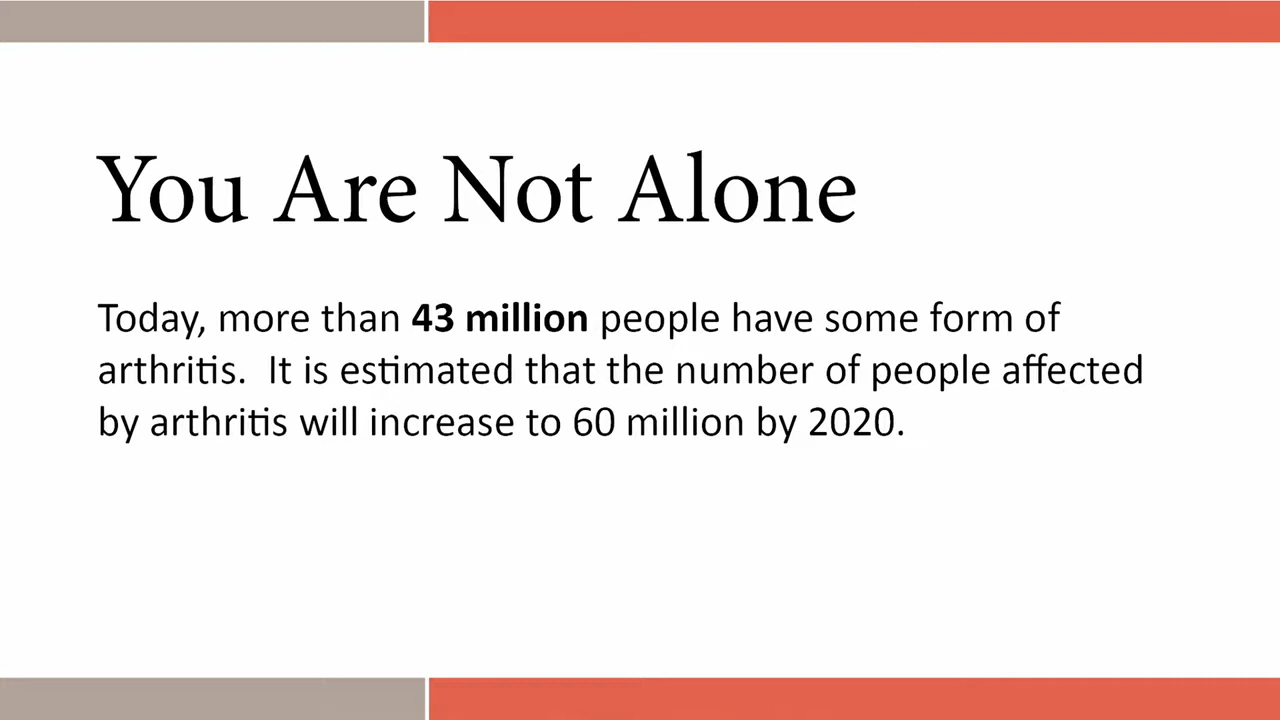 You Are Not Alone
Today, more than 43 million people have some form of
arthritis.  It is estimated that the number of people affected
by arthritis will increase to 60 million by 2020.